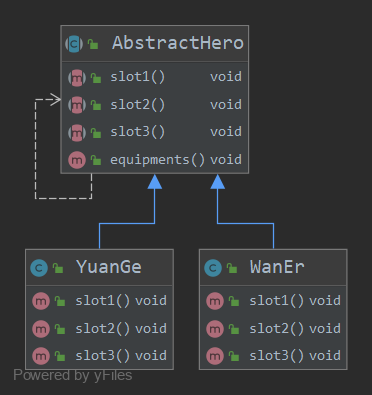 AbstractHero
slot1() void
slot2() void
slot3() void
equipments() void
YuanGe
slot1() void
slot2() void
slot3() void
WanEr
slot1() void
slot2() void
slot3() void
Powered by yFiles